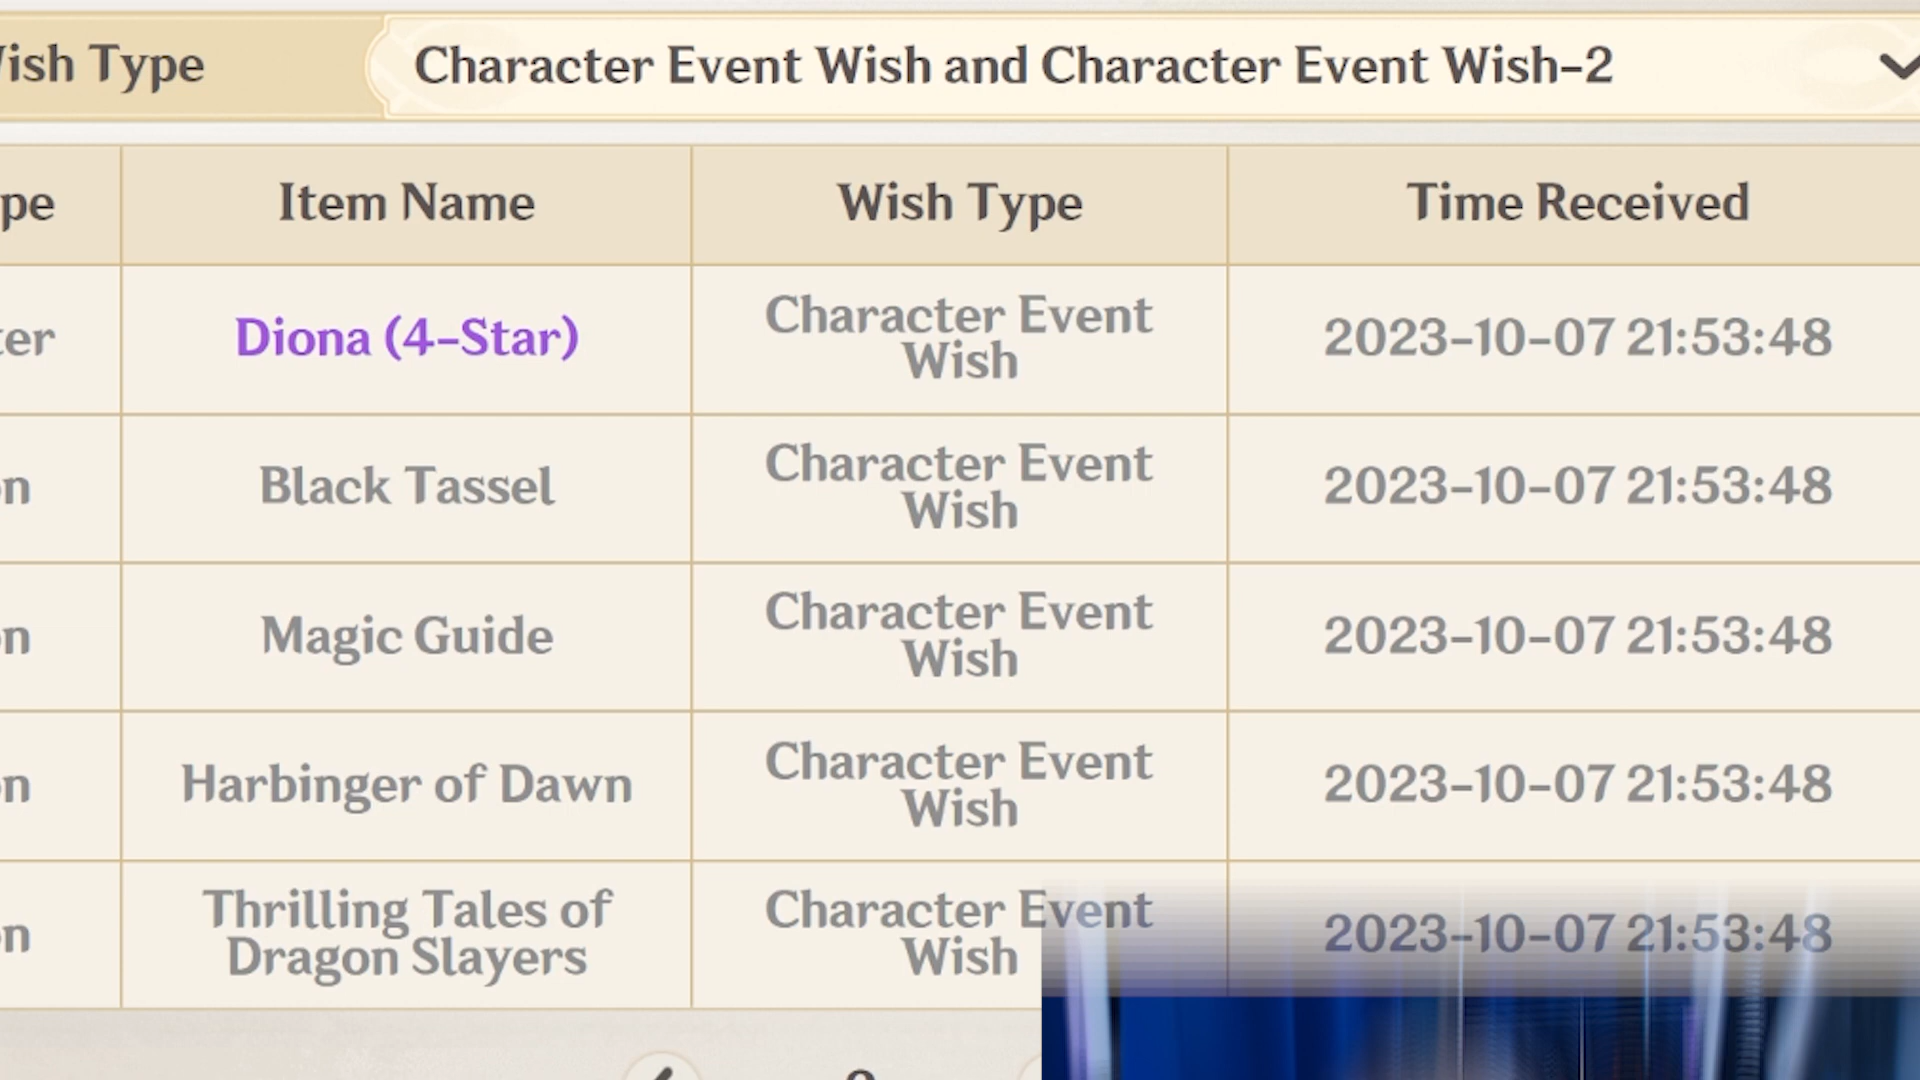 Wish Type
Character Event Wish and Character Event Wish-2
Item Name
Wish Type
Time Received
Diona (4-Star)
Character Event
Wish
2023-10-07 21:53:48
Black Tassel
Character Event
Wish
2023-10-07 21:53:48
Magic Guide
Character Event
Wish
2023-10-07 21:53:48
Harbinger of Dawn
Character Event
Wish
2023-10-07 21:53:48
Thrilling Tales of
Dragon Slayers
Character Event
Wish
2023-10-07 21:53:48